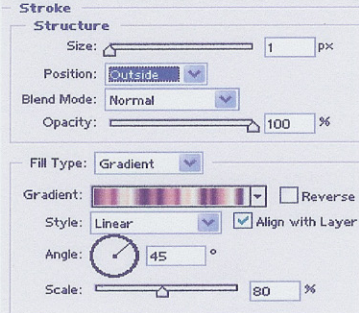 Stroke
Structure
Size: 1 px
Position: Outside
Blend Mode: Normal
Opacity: 100 %
Fill Type: Gradient
Gradient: Reverse
Style: Linear Align with Layer
Angle: 45 °
Scale: 80 %